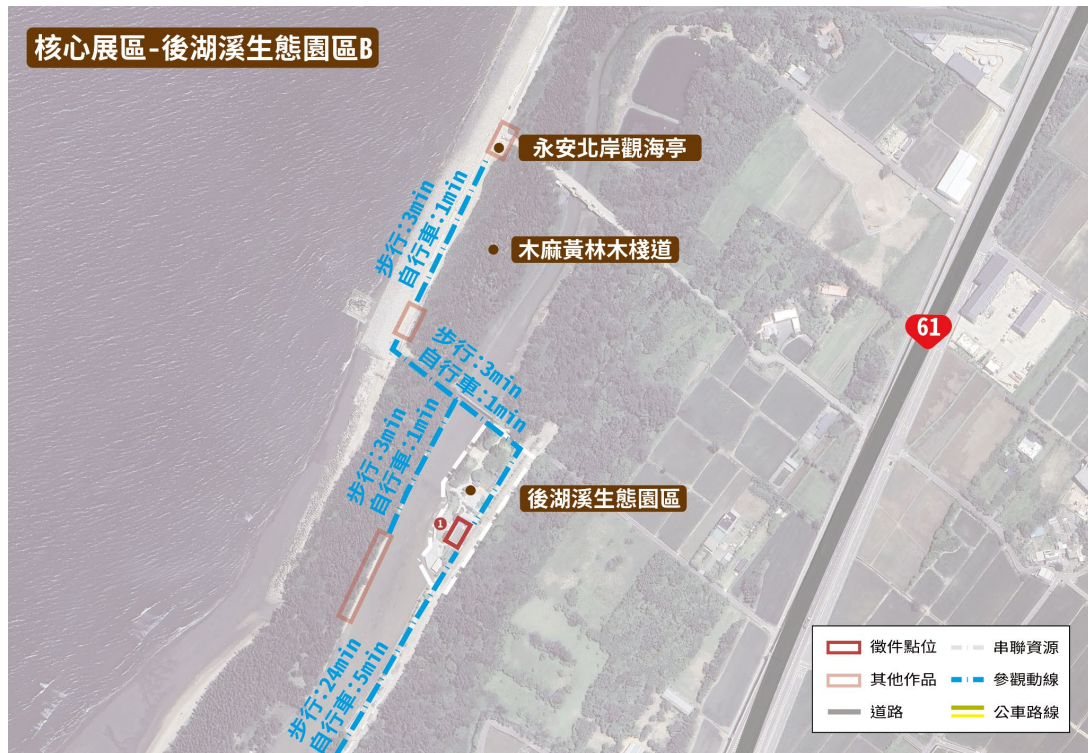 核心展區-後湖溪生態園區B
永安北岸觀海亭
步行:3min
自行車:1min
木麻黃林木棧道
61
步行:3min
自行車:1min
步行:3min
自行車:1min
後湖溪生態園區
1
步行:24min
自行車:5min
徵件點位
串聯資源
其他作品
參觀動線
道路
公車路線